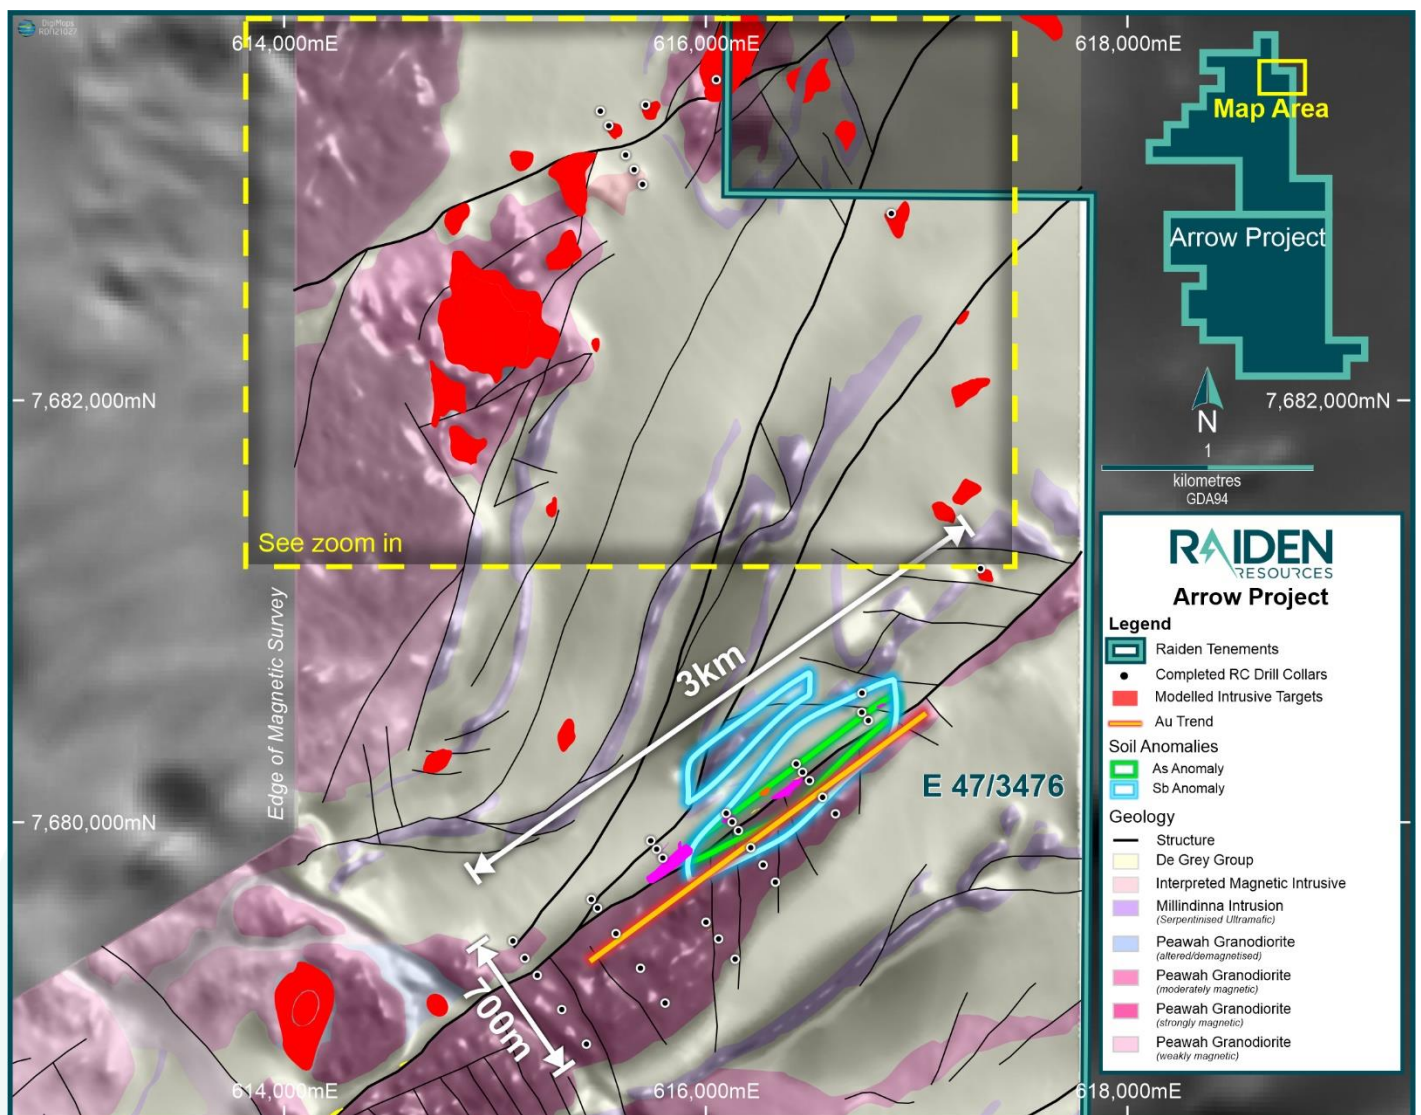 DigiMaps
RDN21027
614,000mE
616,000mE
618,000mE
Map Area
Arrow Project
7,682,000mN
7,682,000mN
N
1
kilometres
GDA94
See zoom in
Edge of Magnetic Survey
3km
7,680,000mN
E 47/3476
700m
614,000mE
616,000mE
618,000mE
RAIDEN
RESOURCES
Arrow Project
Legend
Raiden Tenements
Completed RC Drill Collars
Modelled Intrusive Targets
Au Trend
Soil Anomalies
As Anomaly
Sb Anomaly
Geology
Structure
De Grey Group
Interpreted Magnetic Intrusive
Millindinna Intrusion
(Serpentinised Ultramafic)
Peawah Granodiorite
(altered/demagnetised)
Peawah Granodiorite
(moderately magnetic)
Peawah Granodiorite
(strongly magnetic)
Peawah Granodiorite
(weakly magnetic)